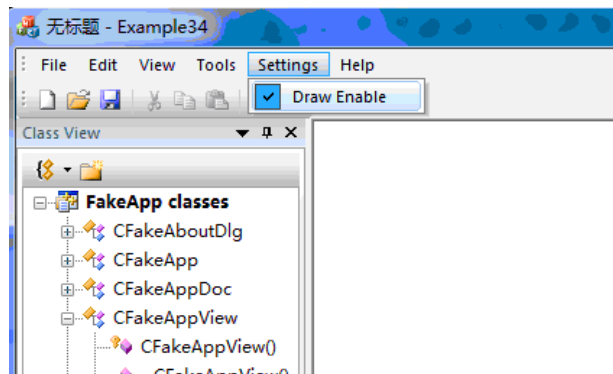 无标题 - Example34
File Edit View Tools Settings Help
Draw Enable
Class View
FakeApp classes
CFakeAboutDlg
CFakeApp
CFakeAppDoc
CFakeAppView
CFakeAppView()
CFakeAppView()